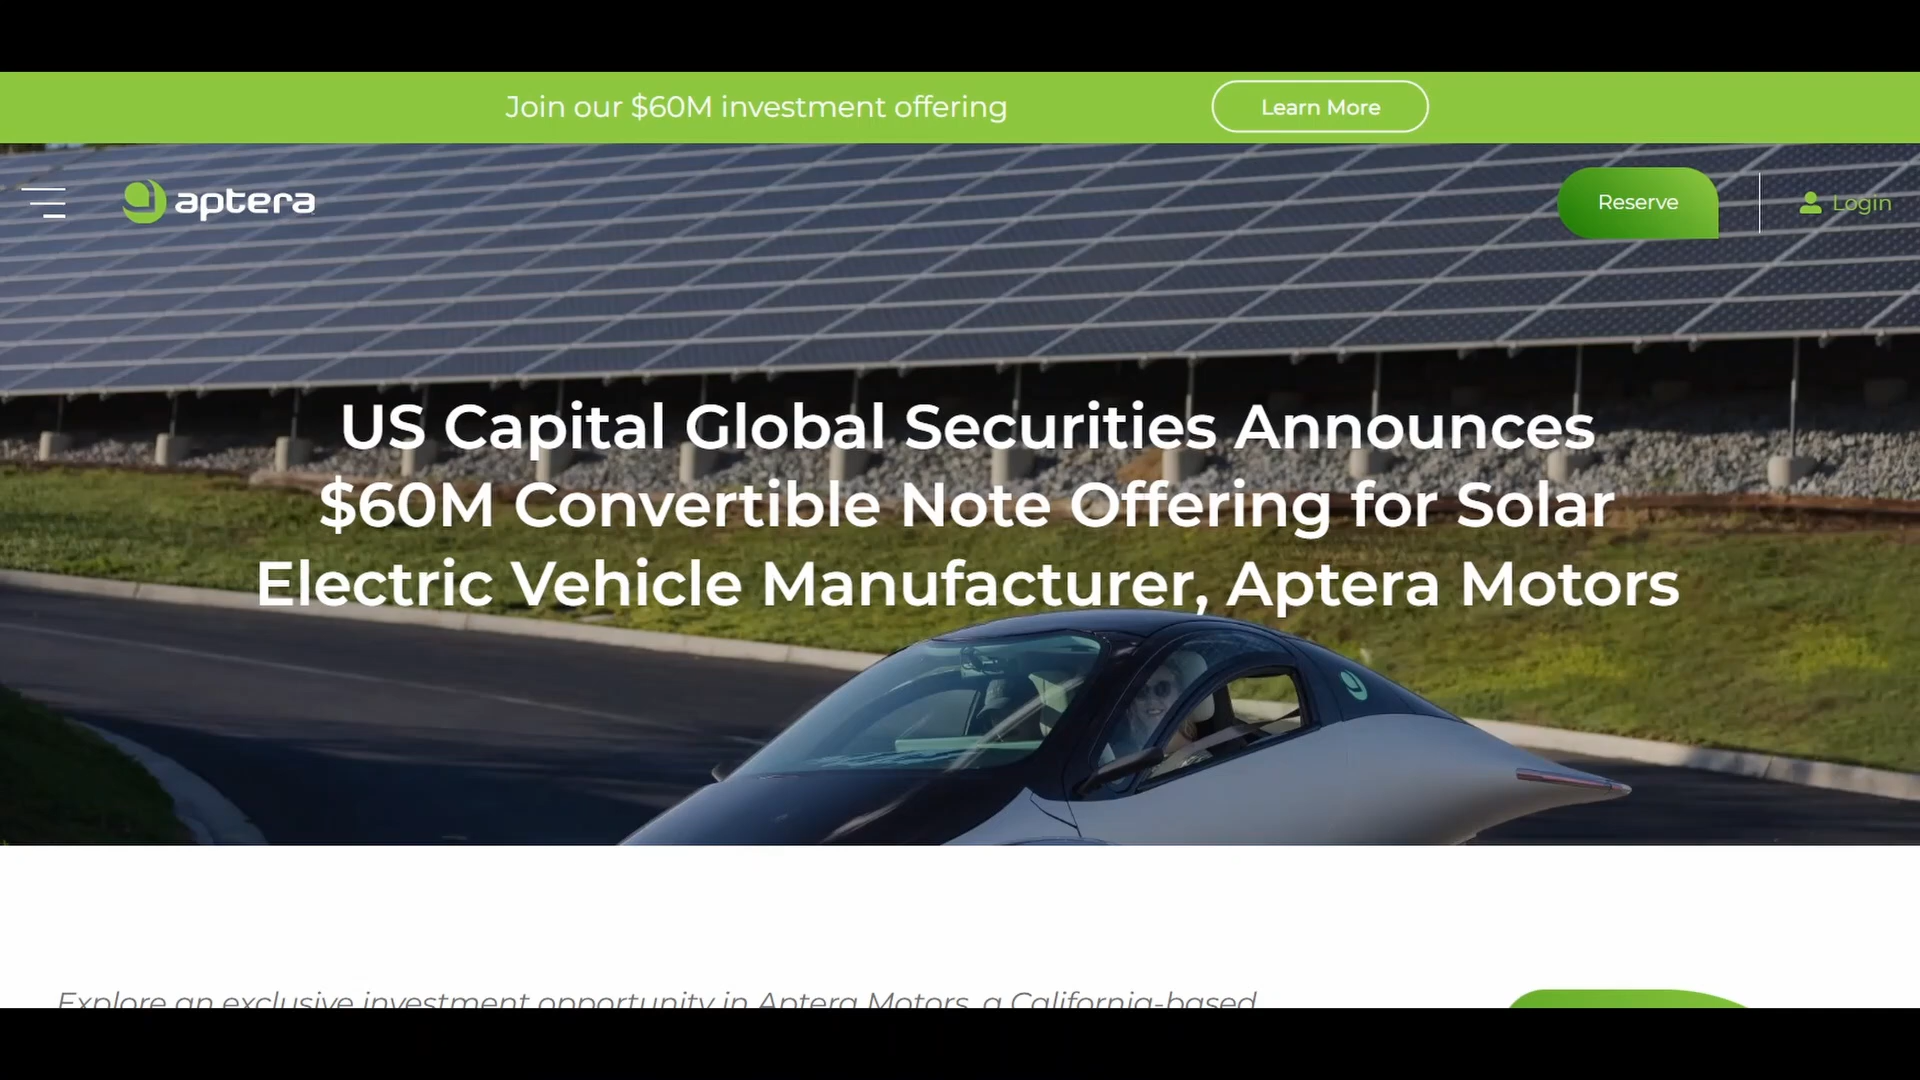 Join our $60M investment offering
Learn More
aptera
Reserve
Login
US Capital Global Securities Announces
$60M Convertible Note Offering for Solar
Electric Vehicle Manufacturer, Aptera Motors
Explore an exclusive investment opportunity in Aptera Motors, a California-based